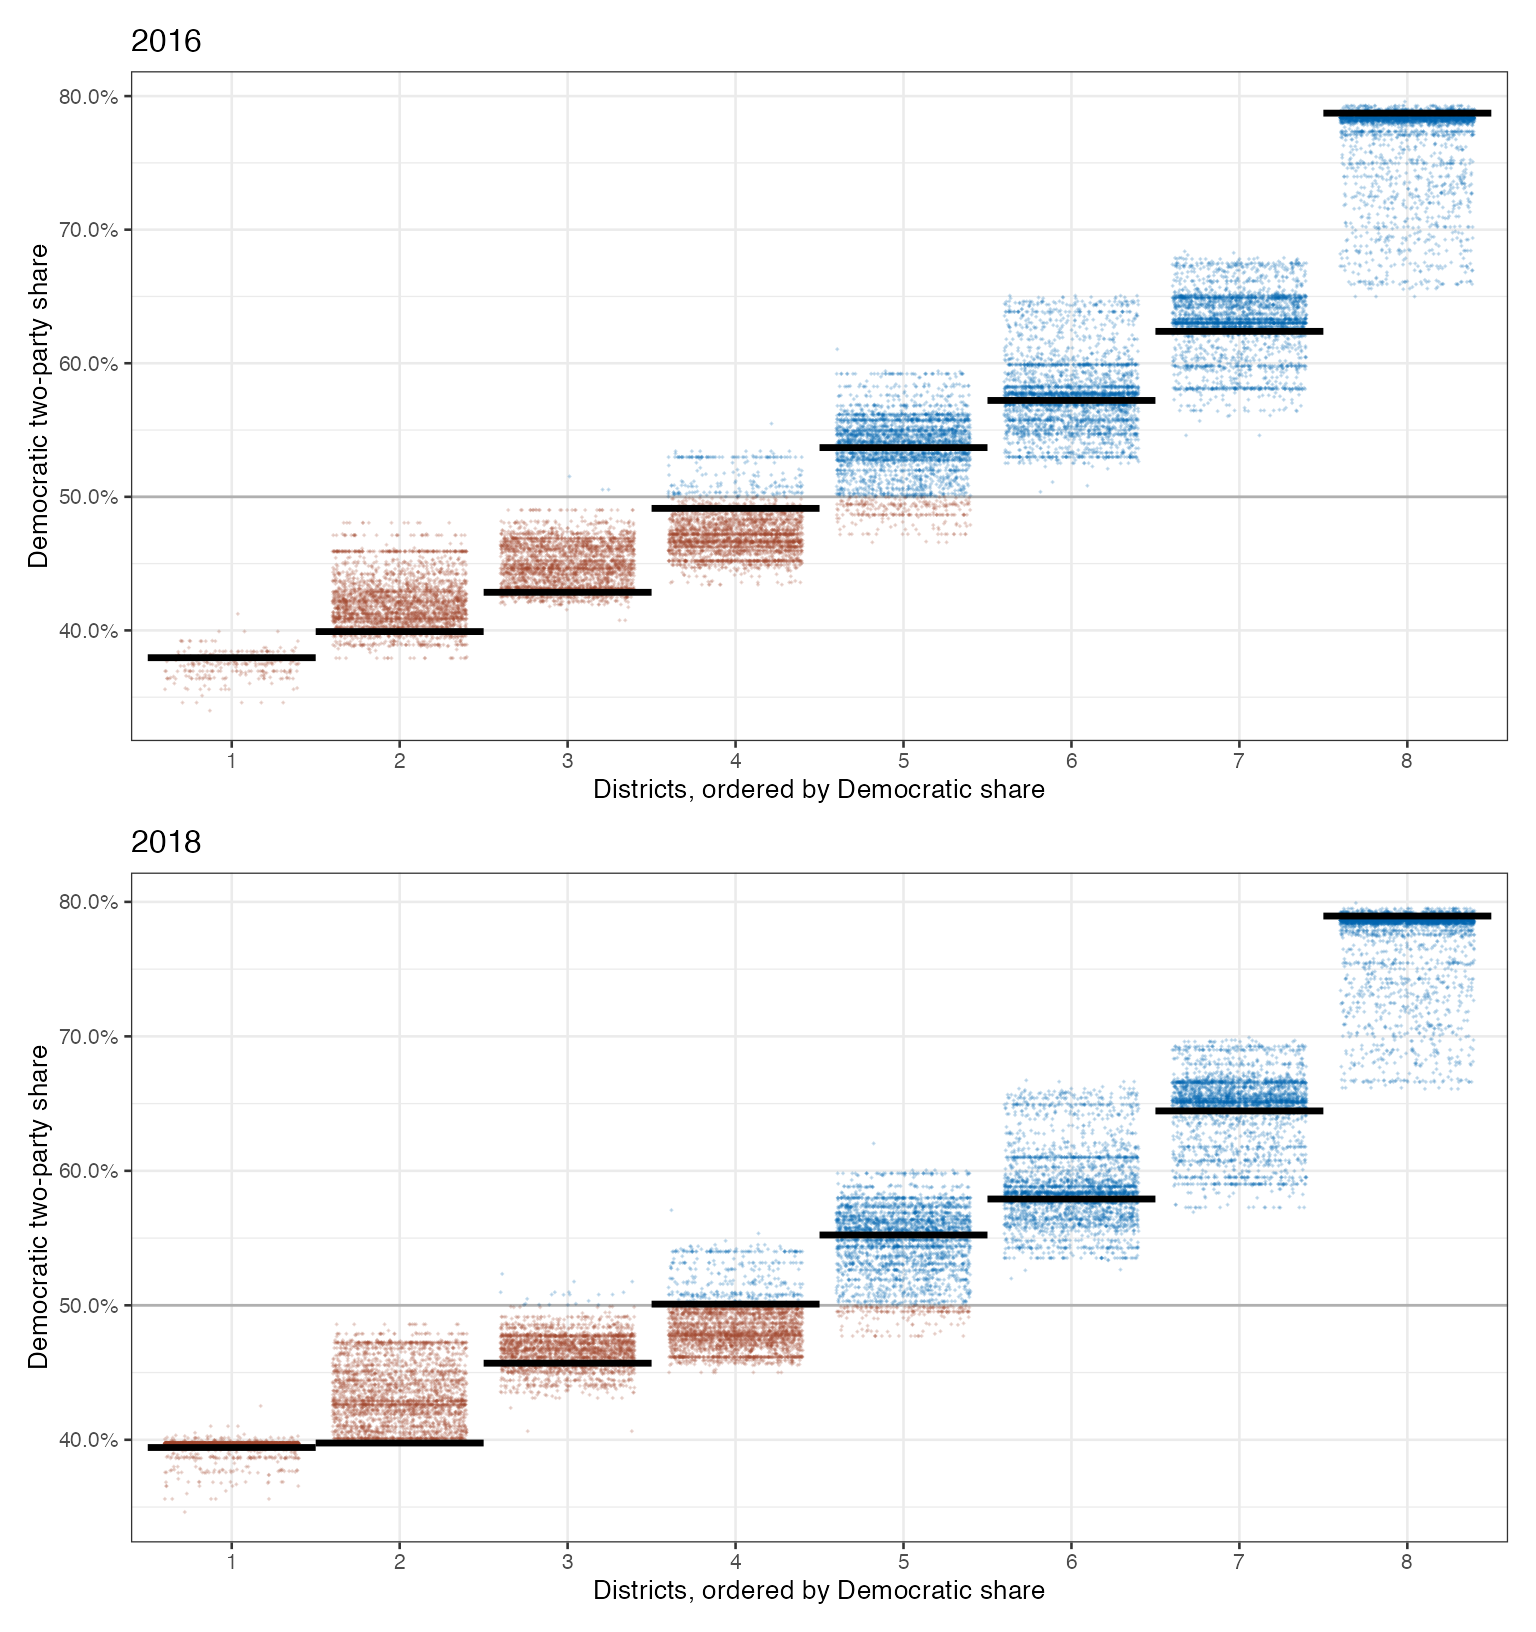 2016
Democratic two-party share
80.0%
70.0%
60.0%
50.0%
40.0%
1 2 3 4 5 6 7 8
Districts, ordered by Democratic share
2018
Democratic two-party share
80.0%
70.0%
60.0%
50.0%
40.0%
1 2 3 4 5 6 7 8
Districts, ordered by Democratic share